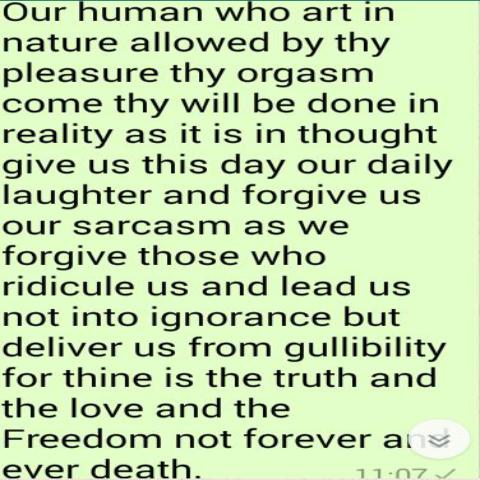 Our human who art in
nature allowed by thy
pleasure thy orgasm
come thy will be done in
reality as it is in thought
give us this day our daily
laughter and forgive us
our sarcasm as we
forgive those who
ridicule us and lead us
not into ignorance but
deliver us from gullibility
for thine is the truth and
the love and the
Freedom not forever and
ever death.
11:07